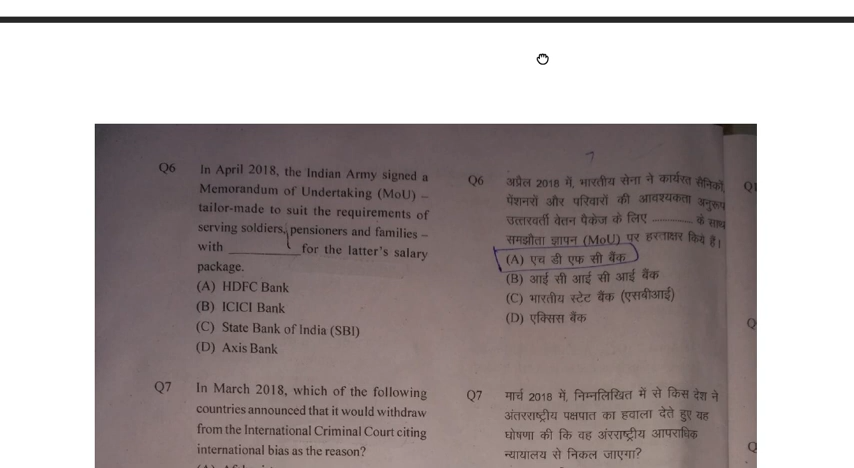 7
Q6 In April 2018, the Indian Army signed a
Memorandum of Undertaking (MoU) –
tailor-made to suit the requirements of
serving soldiers, pensioners and families –
with ________ for the latter's salary
package.
(A) HDFC Bank
(B) ICICI Bank
(C) State Bank of India (SBI)
(D) Axis Bank
Q7 In March 2018, which of the following
countries announced that it would withdraw
from the International Criminal Court citing
international bias as the reason?
Q6 अप्रैल 2018 में, भारतीय सेना ने कार्यरत सैनिकों,
पेंशनरों और परिवारों की आवश्यकता अनुरूप
उत्तरवर्ती वेतन पैकेज के लिए ________ के साथ
समझौता ज्ञापन (MoU) पर हस्ताक्षर किये है।
(A) एच डी एफ सी बैंक
(B) आई सी आई सी आई बैंक
(C) भारतीय स्टेट बैंक (एसबीआई)
(D) एक्सिस बैंक
Q7 मार्च 2018 में, निम्नलिखित में से किस देश ने
अंतरराष्ट्रीय पक्षपात का हवाला देते हुए यह
घोषणा की कि वह अंरराष्ट्रीय आपराधिक
न्यायालय से निकल जाएगा?